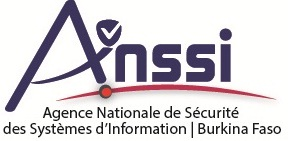 Anssi
Agence Nationale de Sécurité
des Systèmes d'Information | Burkina Faso